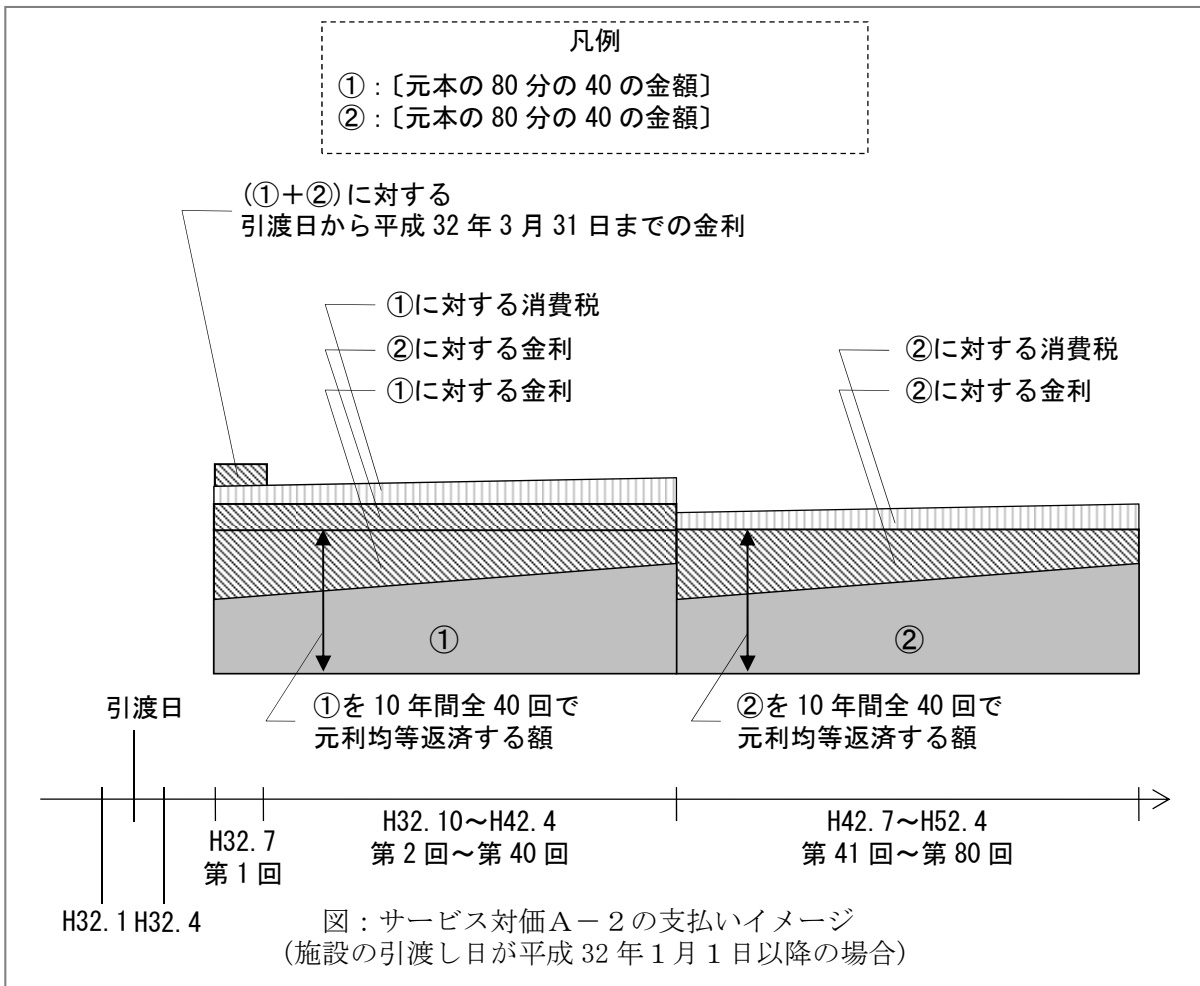 凡例
①：〔元本の 80 分の 40 の金額〕
②：〔元本の 80 分の 40 の金額〕
(①＋②)に対する
引渡日から平成 32 年 3 月 31 日までの金利
①に対する消費税
②に対する金利
①に対する金利
②に対する消費税
②に対する金利
①
②
①を 10 年間全 40 回で
元利均等返済する額
②を 10 年間全 40 回で
元利均等返済する額
引渡日
H32.7
第 1 回
H32.10～H42.4
第 2 回～第 40 回
H42.7～H52.4
第 41 回～第 80 回
H32.1
H32.4
図：サービス対価Ａ－２の支払いイメージ
(施設の引渡し日が平成 32 年１月１日以降の場合)